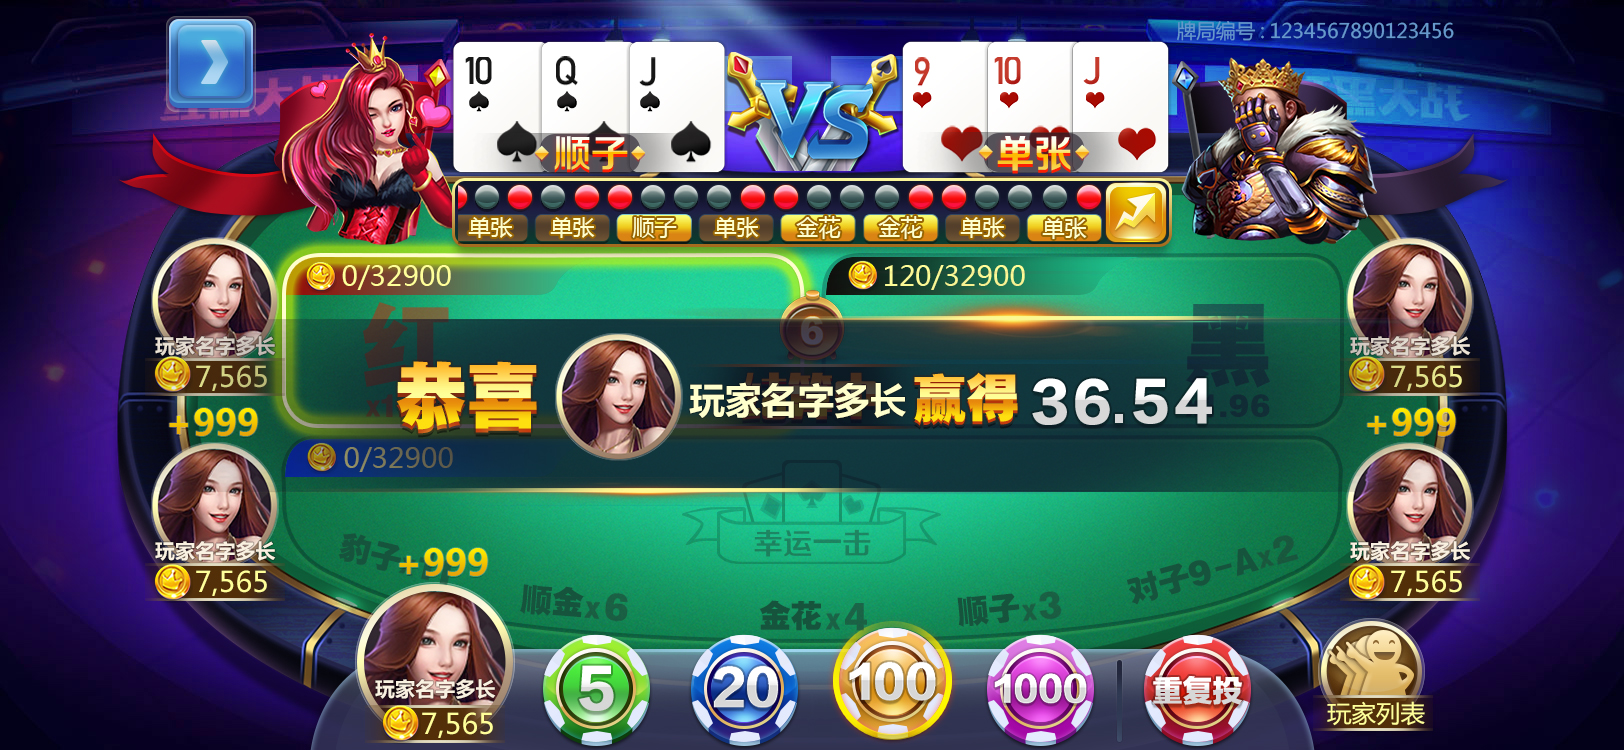 牌局编号:1234567890123456
10
Q
J
顺子
VS
9
10
J
单张
单张
单张
顺子
单张
金花
金花
单张
单张
0/32900
120/32900
红
6
黑
.96
恭喜
玩家名字多长
赢得
36.54
0/32900
玩家名字多长
7,565
+999
玩家名字多长
7,565
玩家名字多长
7,565
+999
玩家名字多长
7,565
幸运一击
豹子
顺金x6
金花x4
顺子x3
对子9-Ax2
+999
玩家名字多长
7,565
5
20
100
1000
重复投
玩家列表